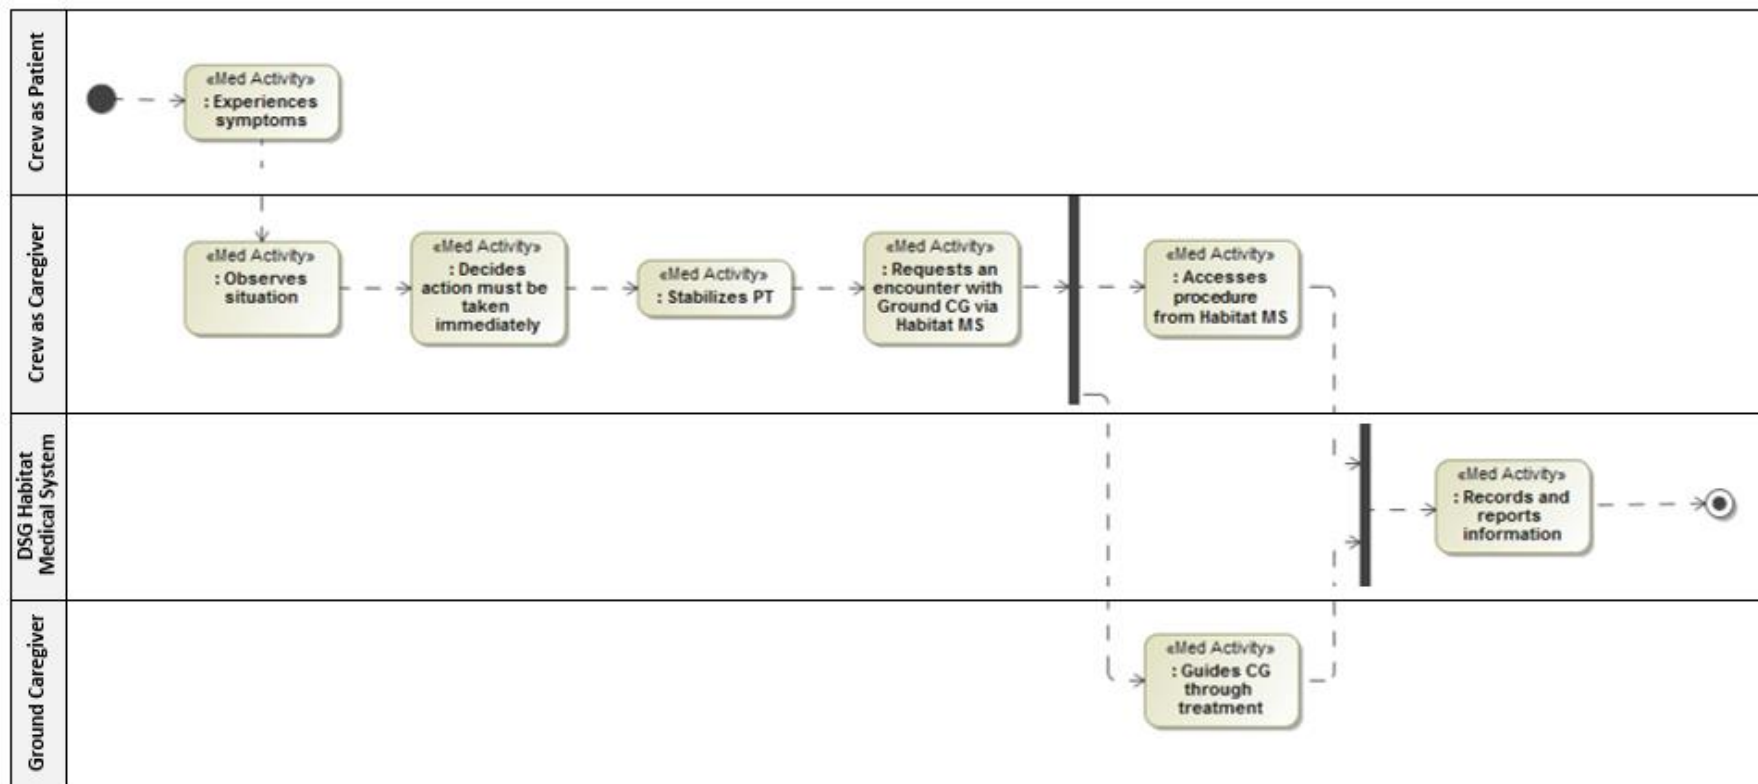 Crew as Patient
«Med Activity»
: Experiences
symptoms
Crew as Caregiver
«Med Activity»
: Observes
situation
«Med Activity»
: Decides
action must be
taken
immediately
«Med Activity»
: Stabilizes PT
«Med Activity»
: Requests an
encounter with
Ground CG via
Habitat MS
«Med Activity»
: Accesses
procedure
from Habitat MS
DSG Habitat
Medical System
«Med Activity»
: Records and
reports
information
Ground Caregiver
«Med Activity»
: Guides CG
through
treatment